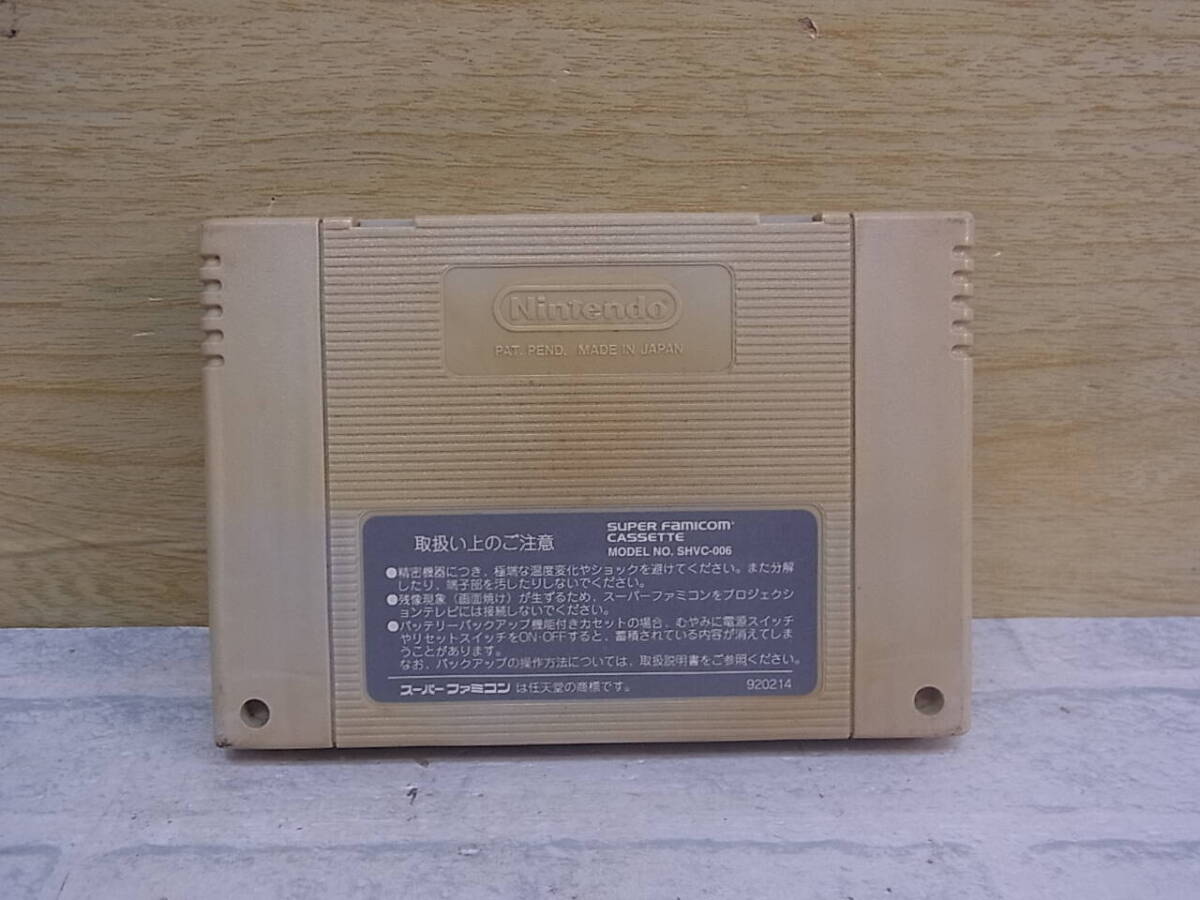 Nintendo®
PAT. PEND. MADE IN JAPAN
取扱い上のご注意
SUPER FAMICOM
CASSETTE
MODEL NO. SHVC-006
●精密機器につき、極端な温度変化やショックを避けてください。また分解
したり、端子部を汚したりしないでください。
●残像現象（画面焼け）が生ずるため、スーパーファミコンをプロジェクシ
ョンテレビには接続しないでください。
●バッテリーバックアップ機能付きカセットの場合、むやみに電源スイッチ
やリセットスイッチをON・OFFすると、蓄積されている内容が消えてしま
うことがあります。
なお、バックアップの操作方法については、取扱説明書をご参照ください。
スーパーファミコン は任天堂の商標です。 920214